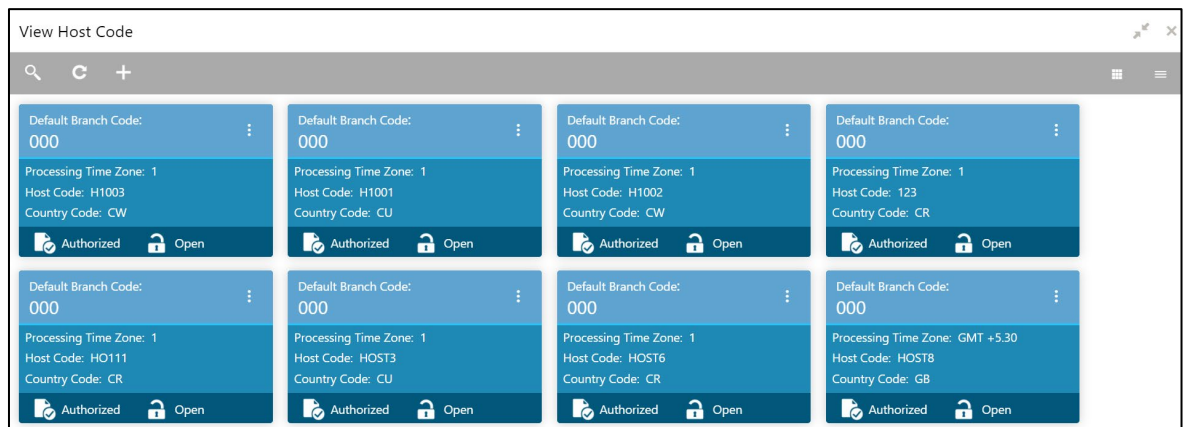 View Host Code
Default Branch Code:
000
Processing Time Zone: 1
Host Code: H1003
Country Code: CW
Authorized Open
Default Branch Code:
000
Processing Time Zone: 1
Host Code: H1001
Country Code: CU
Authorized Open
Default Branch Code:
000
Processing Time Zone: 1
Host Code: H1002
Country Code: CW
Authorized Open
Default Branch Code:
000
Processing Time Zone: 1
Host Code: 123
Country Code: CR
Authorized Open
Default Branch Code:
000
Processing Time Zone: 1
Host Code: HO111
Country Code: CR
Authorized Open
Default Branch Code:
000
Processing Time Zone: 1
Host Code: HOST3
Country Code: CU
Authorized Open
Default Branch Code:
000
Processing Time Zone: 1
Host Code: HOST6
Country Code: CR
Authorized Open
Default Branch Code:
000
Processing Time Zone: GMT +5.30
Host Code: HOST8
Country Code: GB
Authorized Open